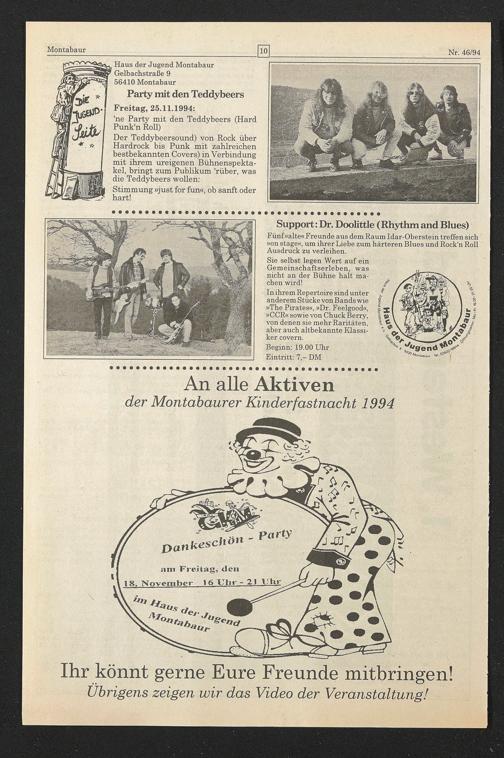 Montabaur
10
Nr. 46/94
DIE
JUGEND-
Seite
Haus der Jugend Montabaur
Gelbachstraße 9
56410 Montabaur
Party mit den Teddybeers
Freitag, 25.11.1994:
'ne Party mit den Teddybeers (Hard
Punk'n Roll)
Der Teddybeersound) von Rock über
Hardrock bis Punk mit zahlreichen
bestbekannten Covers) in Verbindung
mit ihrem ureigenen Bühnenspekta-
kel, bringt zum Publikum 'rüber, was
die Teddybeers wollen:
Stimmung »just for fun«, ob sanft oder
hart!
Support: Dr. Doolittle (Rhythm and Blues)
Fünf »alte« Freunde aus dem Raum Idar-Oberstein treffen sich
»on stage«, um ihrer Liebe zum härteren Blues und Rock'n Roll
Ausdruck zu verleihen.
Sie selbst legen Wert auf ein
Gemeinschaftserleben, was
nicht an der Bühne halt ma-
chen wird!
In ihrem Repertoire sind unter
anderem Stücke von Bands wie
»The Pirates«, »Dr. Feelgood«,
»CCR« sowie von Chuck Berry,
von denen sie mehr Raritäten,
aber auch altbekannte Klassi-
ker covern.
Beginn: 19.00 Uhr
Eintritt: 7,– DM
Haus der Jugend Montabaur
An alle Aktiven
der Montabaurer Kinderfastnacht 1994
Dankeschön - Party
am Freitag, den
18. November 16 Uhr - 21 Uhr
im Haus der Jugend
Montabaur
Ihr könnt gerne Eure Freunde mitbringen!
Übrigens zeigen wir das Video der Veranstaltung!